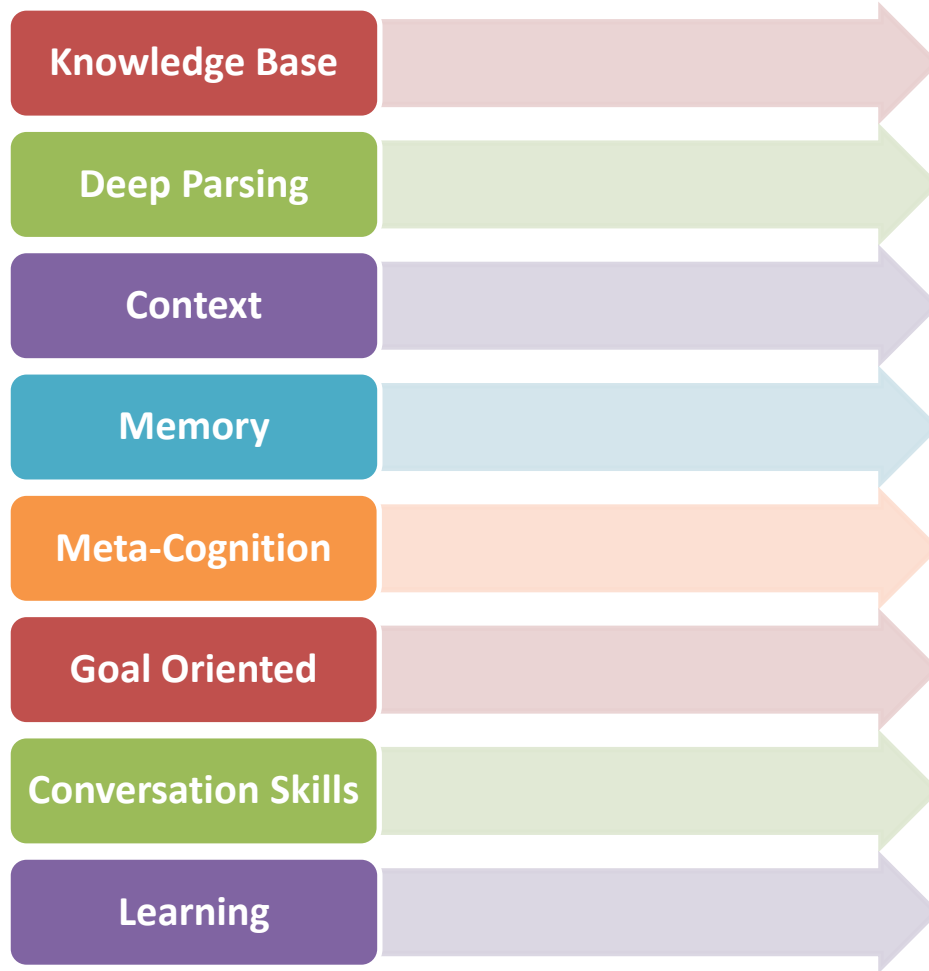 Knowledge Base
Deep Parsing
Context
Memory
Meta-Cognition
Goal Oriented
Conversation Skills
Learning